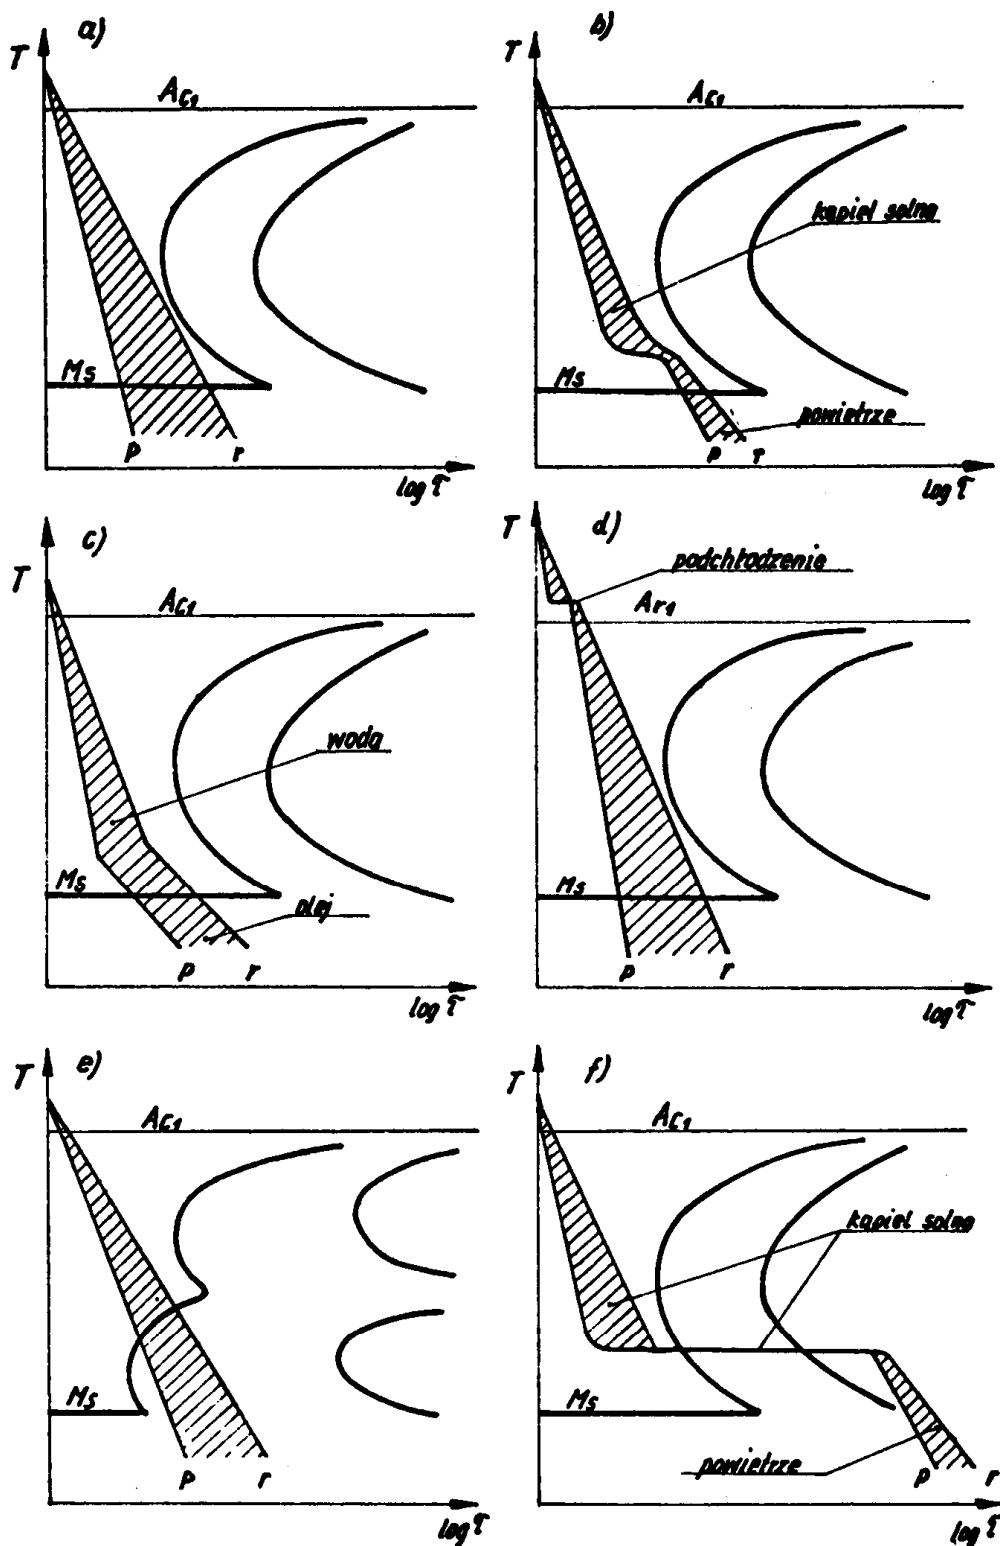 a)
T
Ac₁
Ms
p r
log τ
b)
T
Ac₁
kąpiel solna
Ms
powietrze
p r
log τ
c)
T
Ac₁
woda
Ms
olej
p r
log τ
d)
T
podchłodzenie
Ar₁
Ms
p r
log τ
e)
T
Ac₁
Ms
p r
log τ
f)
T
Ac₁
kąpiel solna
Ms
powietrze
p r
log τ